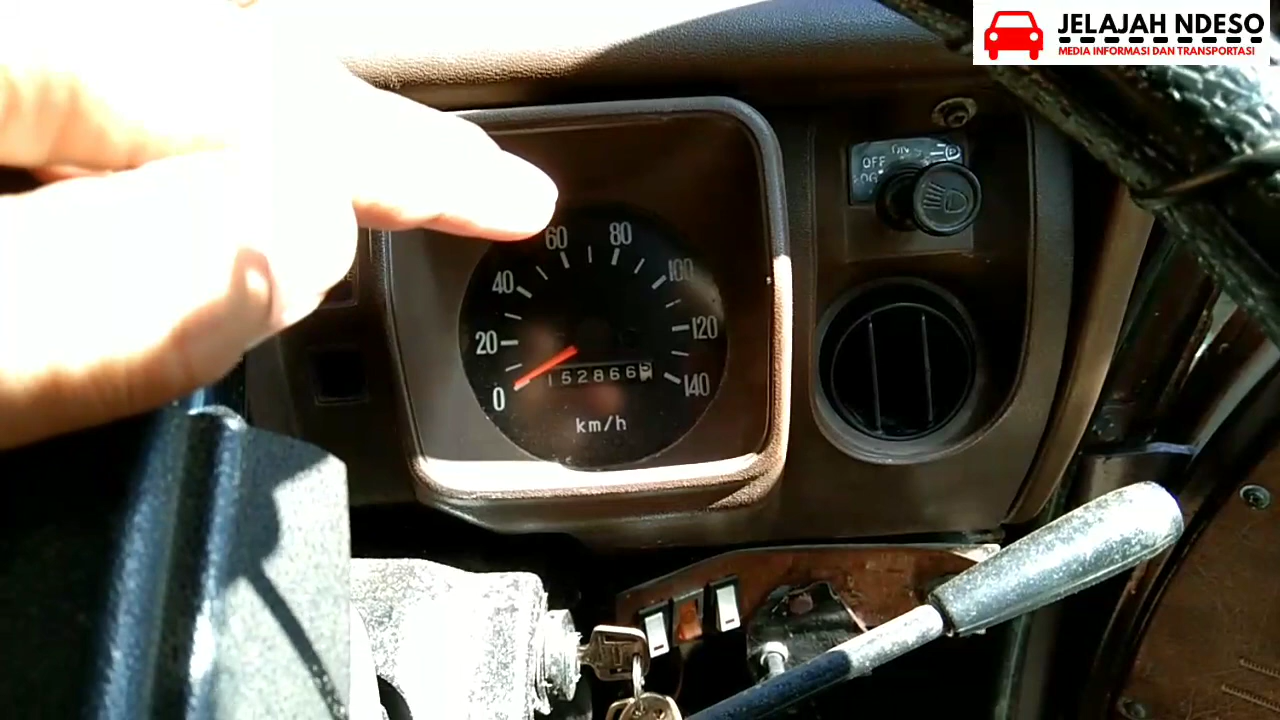 JELAJAH NDESO
MEDIA INFORMASI DAN TRANSPORTASI
OFF
60
80
40
100
20
120
0
140
152866
km/h